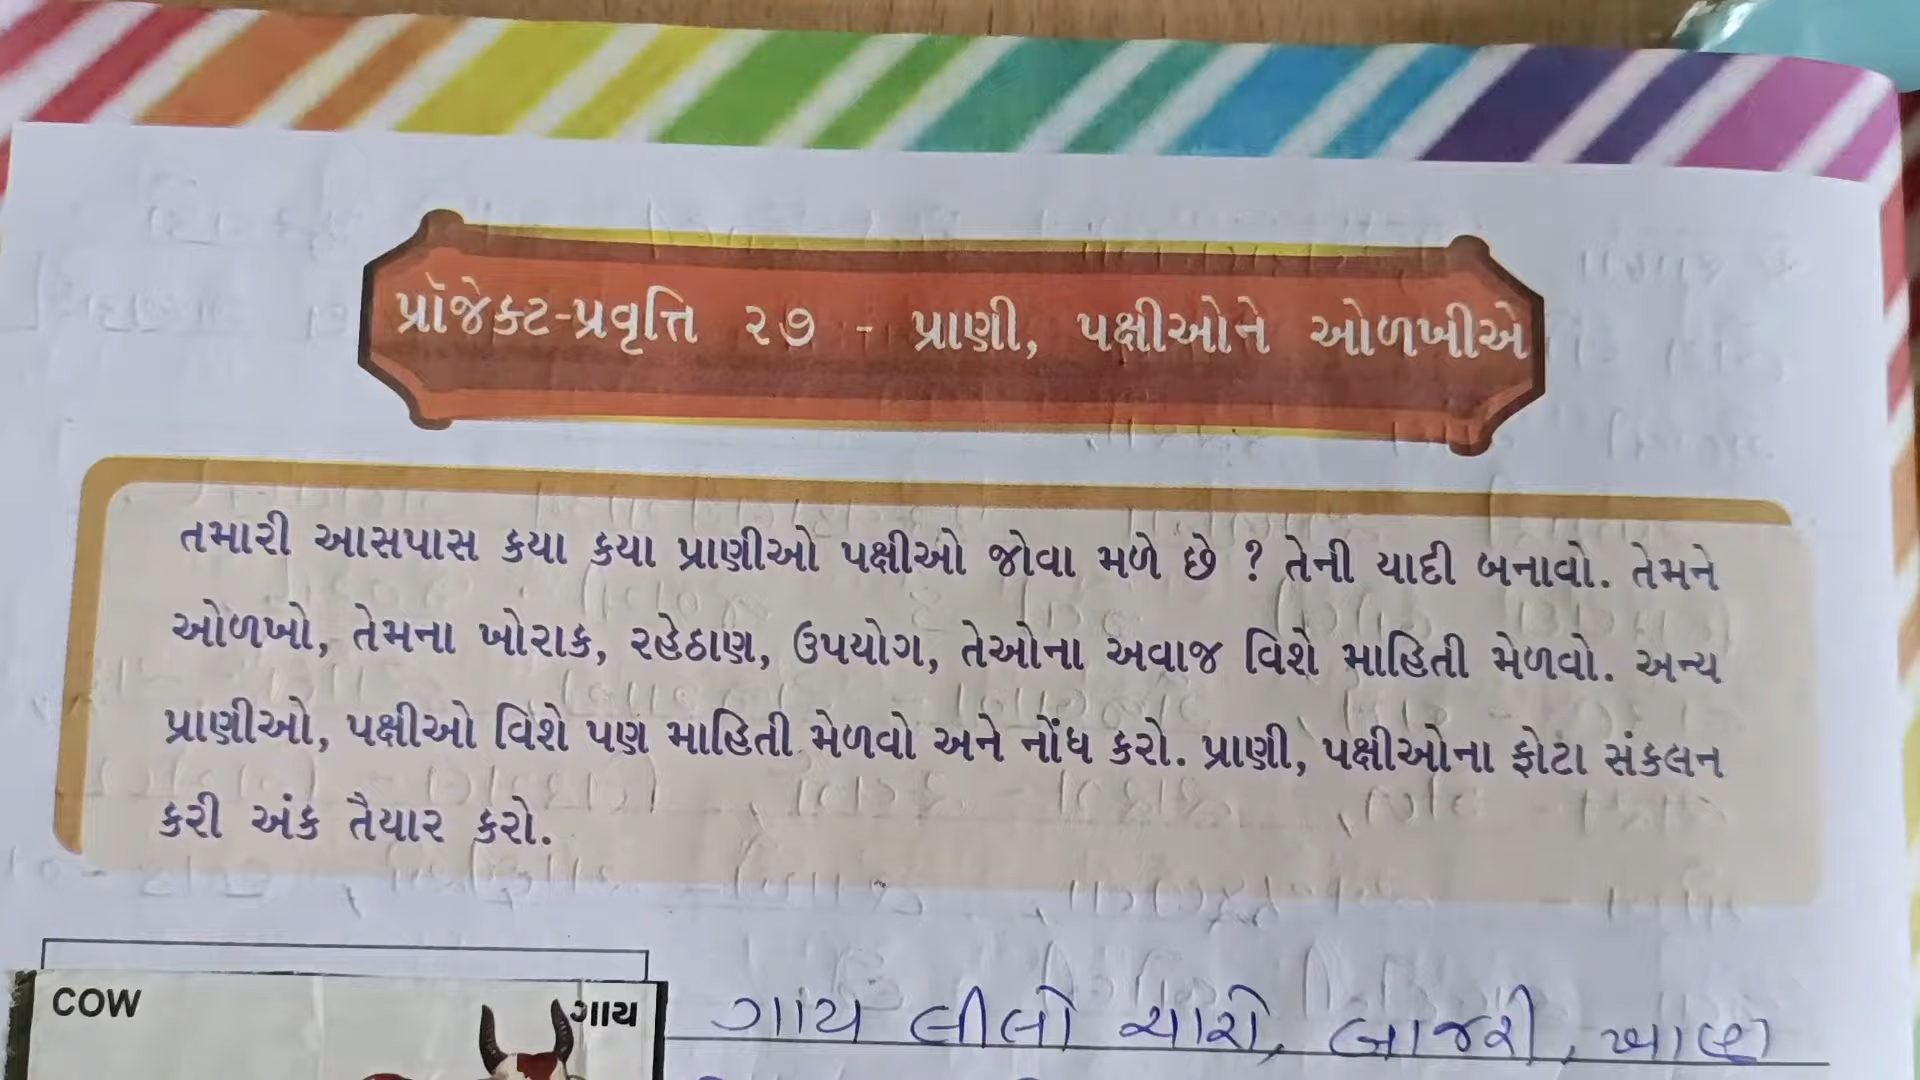 પ્રૉજેક્ટ-પ્રવૃત્તિ ૨૭ - પ્રાણી, પક્ષીઓને ઓળખીએ
તમારી આસપાસ કયા કયા પ્રાણીઓ પક્ષીઓ જોવા મળે છે ? તેની યાદી બનાવો. તેમને
ઓળખો, તેમના ખોરાક, રહેઠાણ, ઉપયોગ, તેઓના અવાજ વિશે માહિતી મેળવો. અન્ય
પ્રાણીઓ, પક્ષીઓ વિશે પણ માહિતી મેળવો અને નોંધ કરો. પ્રાણી, પક્ષીઓના ફોટા સંકલન
કરી અંક તૈયાર કરો.
COW ગાય
ગાય લીલો ચારો, બાજરી, ખાણ